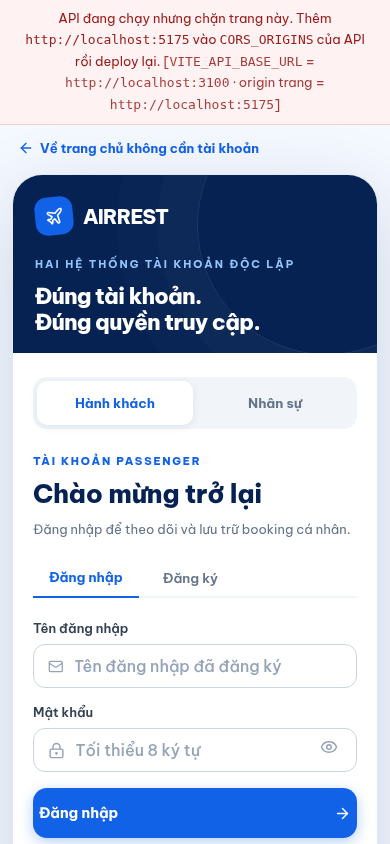 API đang chạy nhưng chặn trang này. Thêm
http://localhost:5175 vào CORS_ORIGINS của API
rồi deploy lại. [VITE_API_BASE_URL =
http://localhost:3100 · origin trang =
http://localhost:5175]
Về trang chủ không cần tài khoản
AIRREST
HAI HỆ THỐNG TÀI KHOẢN ĐỘC LẬP
Đúng tài khoản.
Đúng quyền truy cập.
Hành khách
Nhân sự
TÀI KHOẢN PASSENGER
Chào mừng trở lại
Đăng nhập để theo dõi và lưu trữ booking cá nhân.
Đăng nhập
Đăng ký
Tên đăng nhập
Tên đăng nhập đã đăng ký
Mật khẩu
Tối thiểu 8 ký tự
Đăng nhập